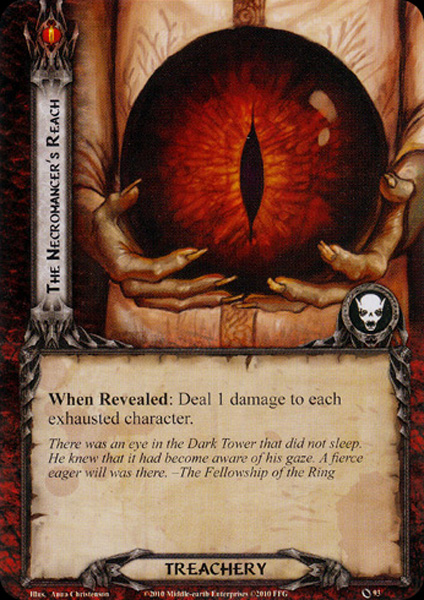 THE NECROMANCER'S REACH
When Revealed: Deal 1 damage to each
exhausted character.
There was an eye in the Dark Tower that did not sleep.
He knew that it had become aware of his gaze. A fierce
eager will was there. –The Fellowship of the Ring
TREACHERY
Illus. Anna Christenson
©2010 Middle-earth Enterprises ©2010 FFG
93